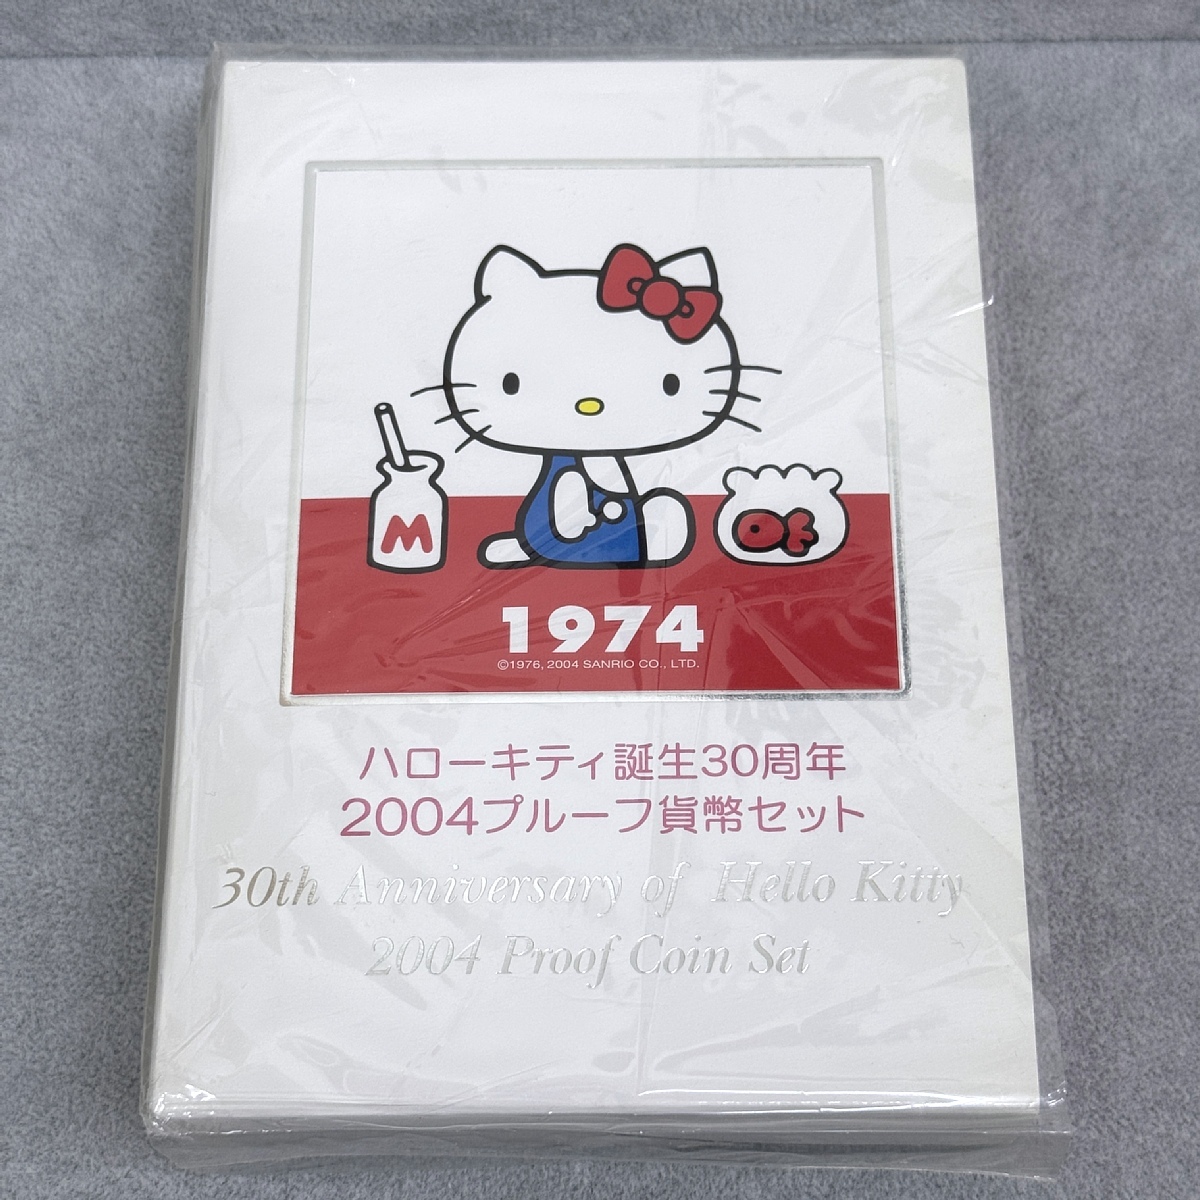 M
1974
©1976, 2004 SANRIO CO., LTD.
ハローキティ誕生30周年
2004プルーフ貨幣セット
30th Anniversary of Hello Kitty
2004 Proof Coin Set